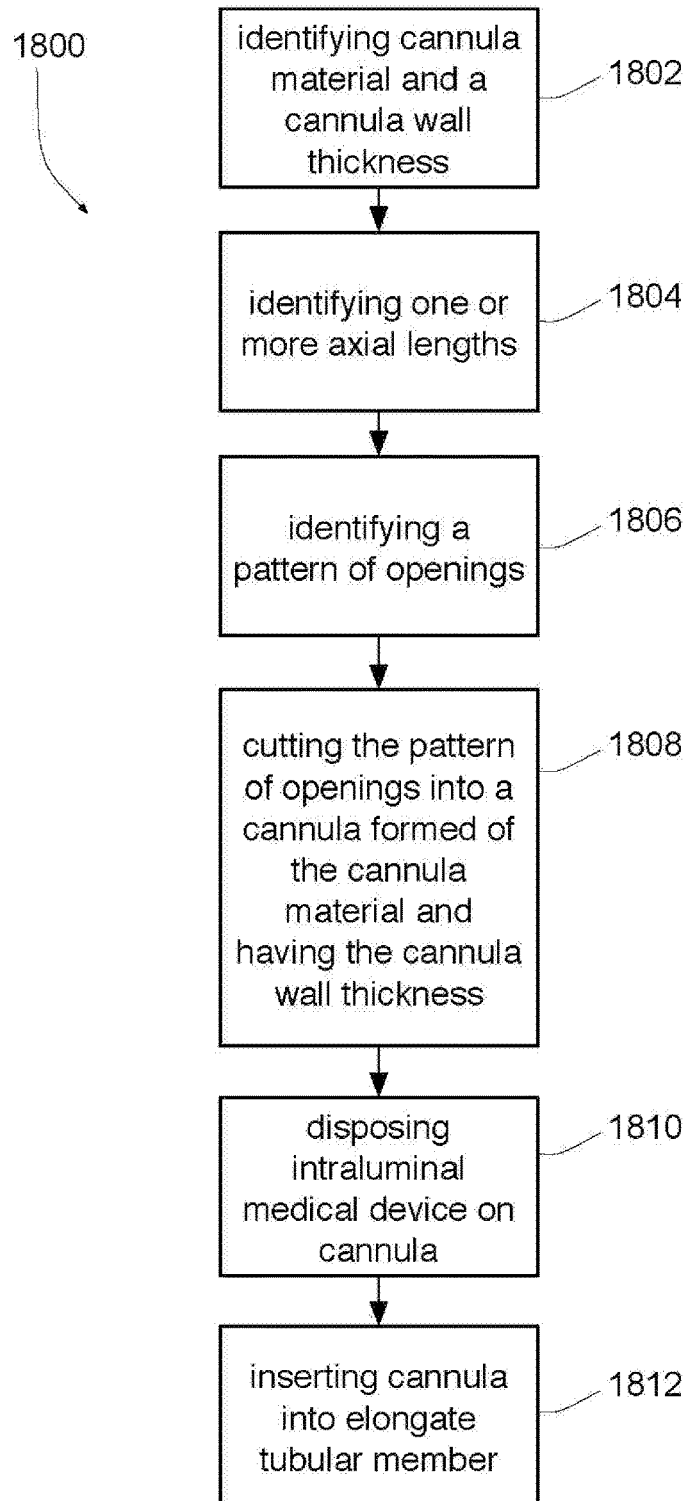 1800
identifying cannula
material and a
cannula wall
thickness
1802
identifying one or
more axial lengths
1804
identifying a
pattern of openings
1806
cutting the pattern
of openings into a
cannula formed of
the cannula
material and
having the cannula
wall thickness
1808
disposing
intraluminal
medical device on
cannula
1810
inserting cannula
into elongate
tubular member
1812